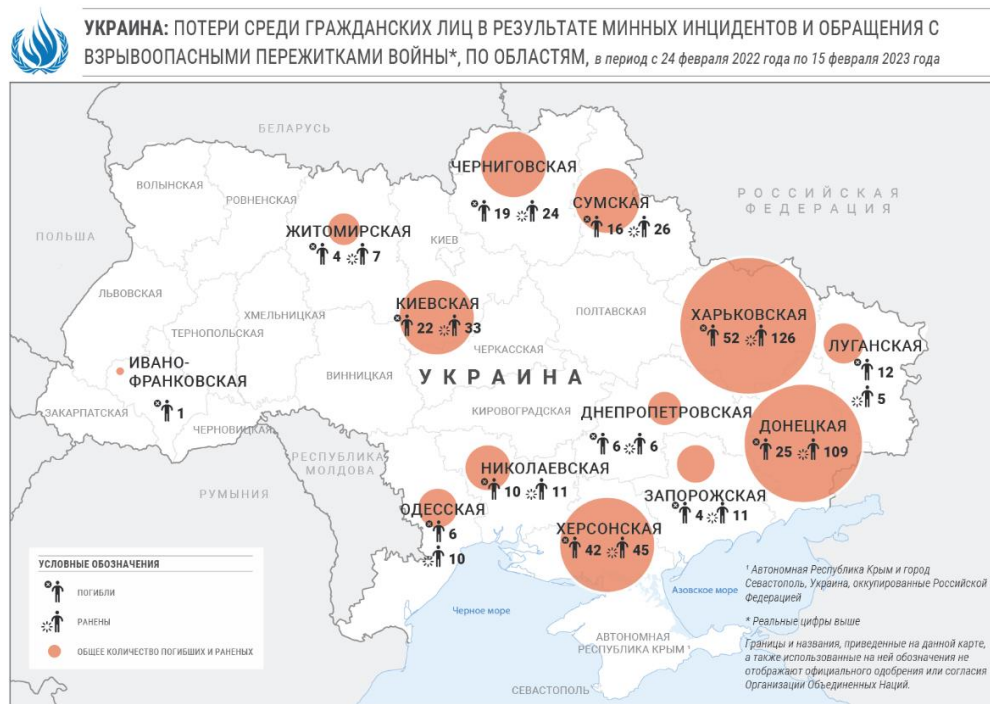 УКРАИНА: ПОТЕРИ СРЕДИ ГРАЖДАНСКИХ ЛИЦ В РЕЗУЛЬТАТЕ МИННЫХ ИНЦИДЕНТОВ И ОБРАЩЕНИЯ С
ВЗРЫВООПАСНЫМИ ПЕРЕЖИТКАМИ ВОЙНЫ*, ПО ОБЛАСТЯМ, в период с 24 февраля 2022 года по 15 февраля 2023 года
БЕЛАРУСЬ
ЧЕРНИГОВСКАЯ
19 24
ВОЛЫНСКАЯ
РОВНЕНСКАЯ
СУМСКАЯ
16 26
РОССИЙСКАЯ
ФЕДЕРАЦИЯ
ПОЛЬША
ЖИТОМИРСКАЯ
4 7
КИЕВ
ЛЬВОВСКАЯ
ХМЕЛЬНИЦКАЯ
ТЕРНОПОЛЬСКАЯ
КИЕВСКАЯ
22 33
ПОЛТАВСКАЯ
ХАРЬКОВСКАЯ
52 126
ЛУГАНСКАЯ
12
5
ЧЕРКАССКАЯ
ИВАНО-
ФРАНКОВСКАЯ
1
ВИННИЦКАЯ
УКРАИНА
ЗАКАРПАТСКАЯ
ЧЕРНОВИЦКАЯ
КИРОВОГРАДСКАЯ
ДНЕПРОПЕТРОВСКАЯ
6 6
ДОНЕЦКАЯ
25 109
РЕСПУБЛИКА
МОЛДОВА
РУМЫНИЯ
НИКОЛАЕВСКАЯ
10 11
ЗАПОРОЖСКАЯ
4 11
ОДЕССКАЯ
6
10
ХЕРСОНСКАЯ
42 45
Азовское море
Черное море
АВТОНОМНАЯ
РЕСПУБЛИКА КРЫМ ¹
СЕВАСТОПОЛЬ
УСЛОВНЫЕ ОБОЗНАЧЕНИЯ
ПОГИБЛИ
РАНЕНЫ
ОБЩЕЕ КОЛИЧЕСТВО ПОГИБШИХ И РАНЕНЫХ
¹ Автономная Республика Крым и город
Севастополь, Украина, оккупированные Российской
Федерацией
* Реальные цифры выше
Границы и названия, приведенные на данной карте,
а также использованные на ней обозначения не
отображают официального одобрения или согласия
Организации Объединенных Наций.